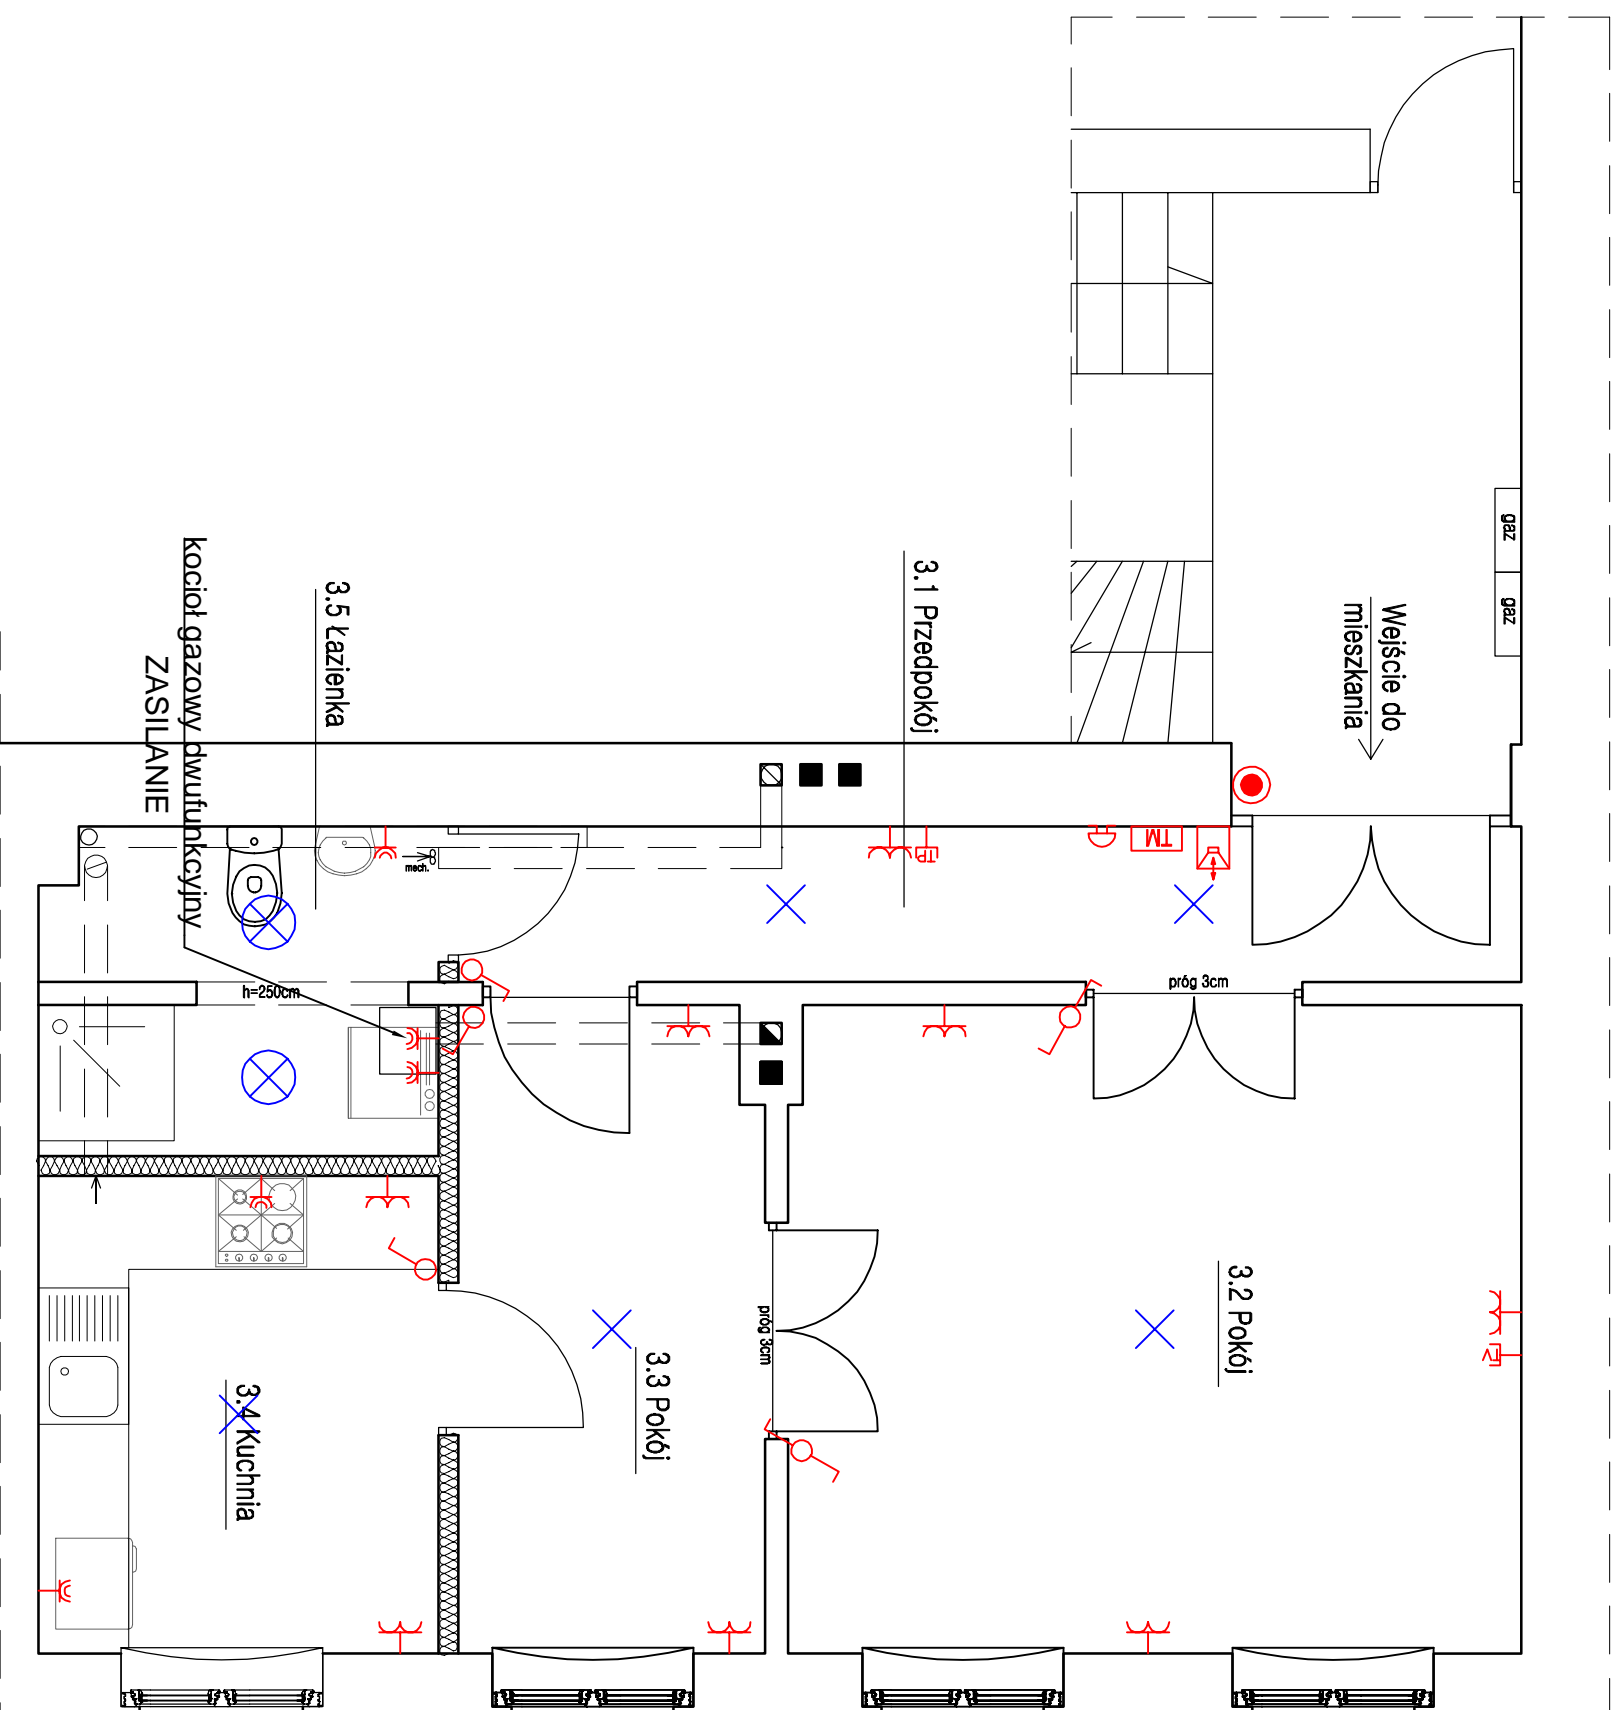 gaz
gaz
Wejście do
mieszkania
3.1 Przedpokój
3.5 Łazienka
kocioł gazowy dwufunkcyjny
ZASILANIE
TM
TP
mech.
h=250cm
próg 3cm
próg 3cm
3.2 Pokój
3.3 Pokój
3.4 Kuchnia